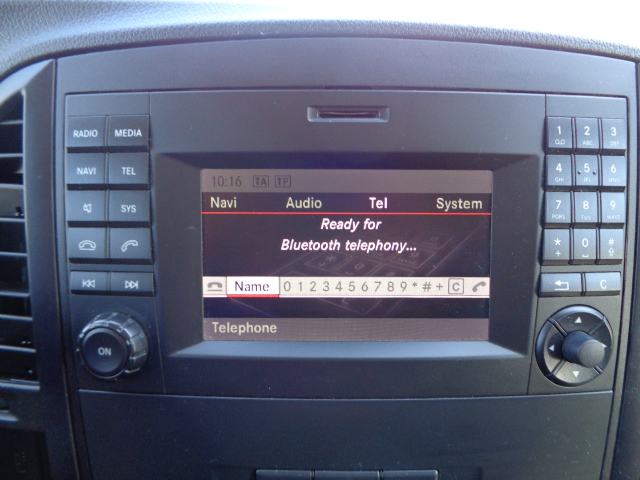 RADIO MEDIA
NAVI TEL
SYS
ON
10:16 TA TP
Navi Audio Tel System
Ready for
Bluetooth telephony...
Name 0 1 2 3 4 5 6 7 8 9 * # + C
Telephone
1 2 3
4 5 6
7 8 9
* 0 #
+
C